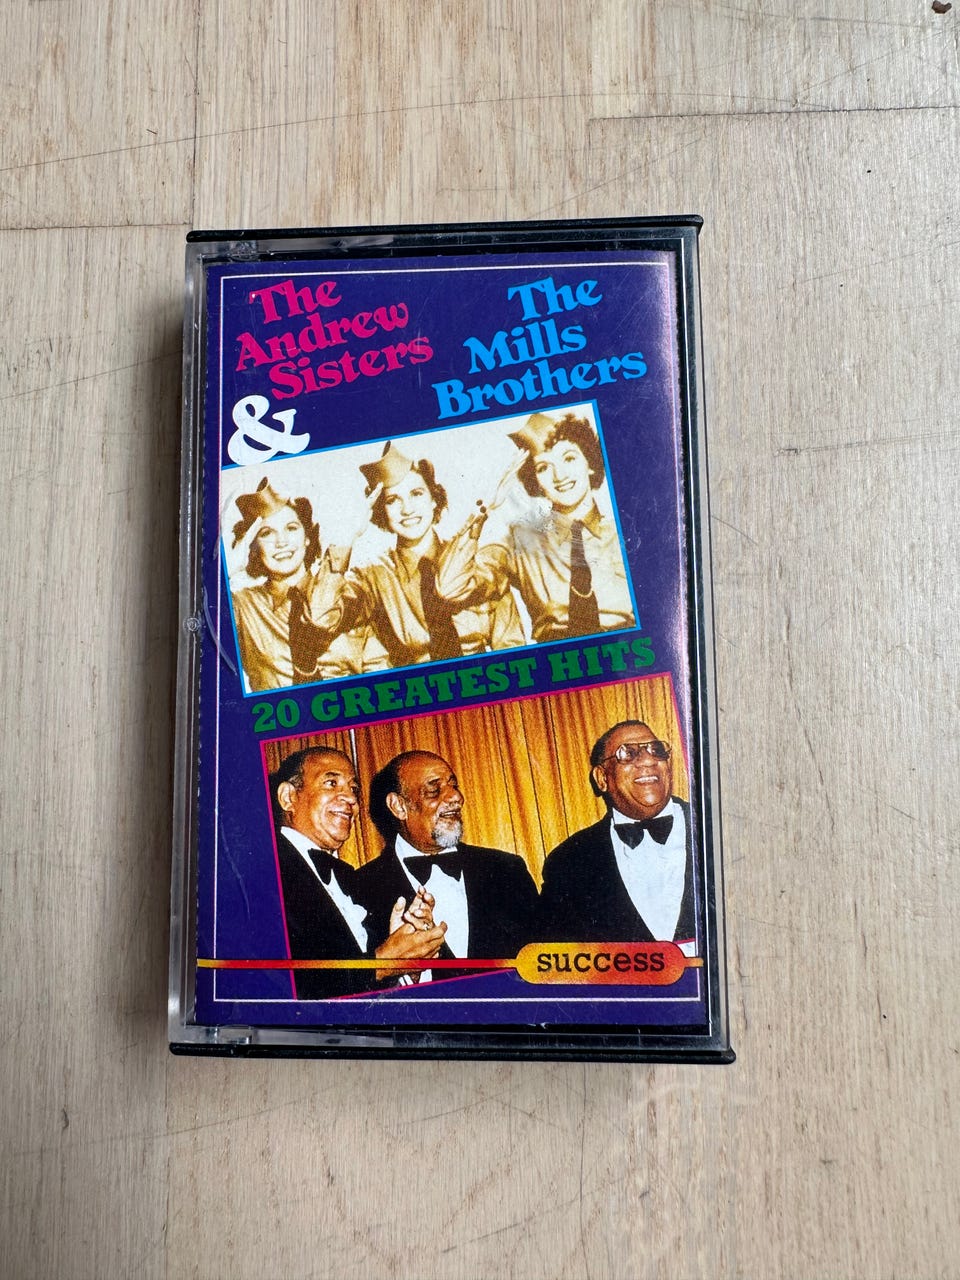 The
Andrew
Sisters
&
The
Mills
Brothers
20 GREATEST HITS
success